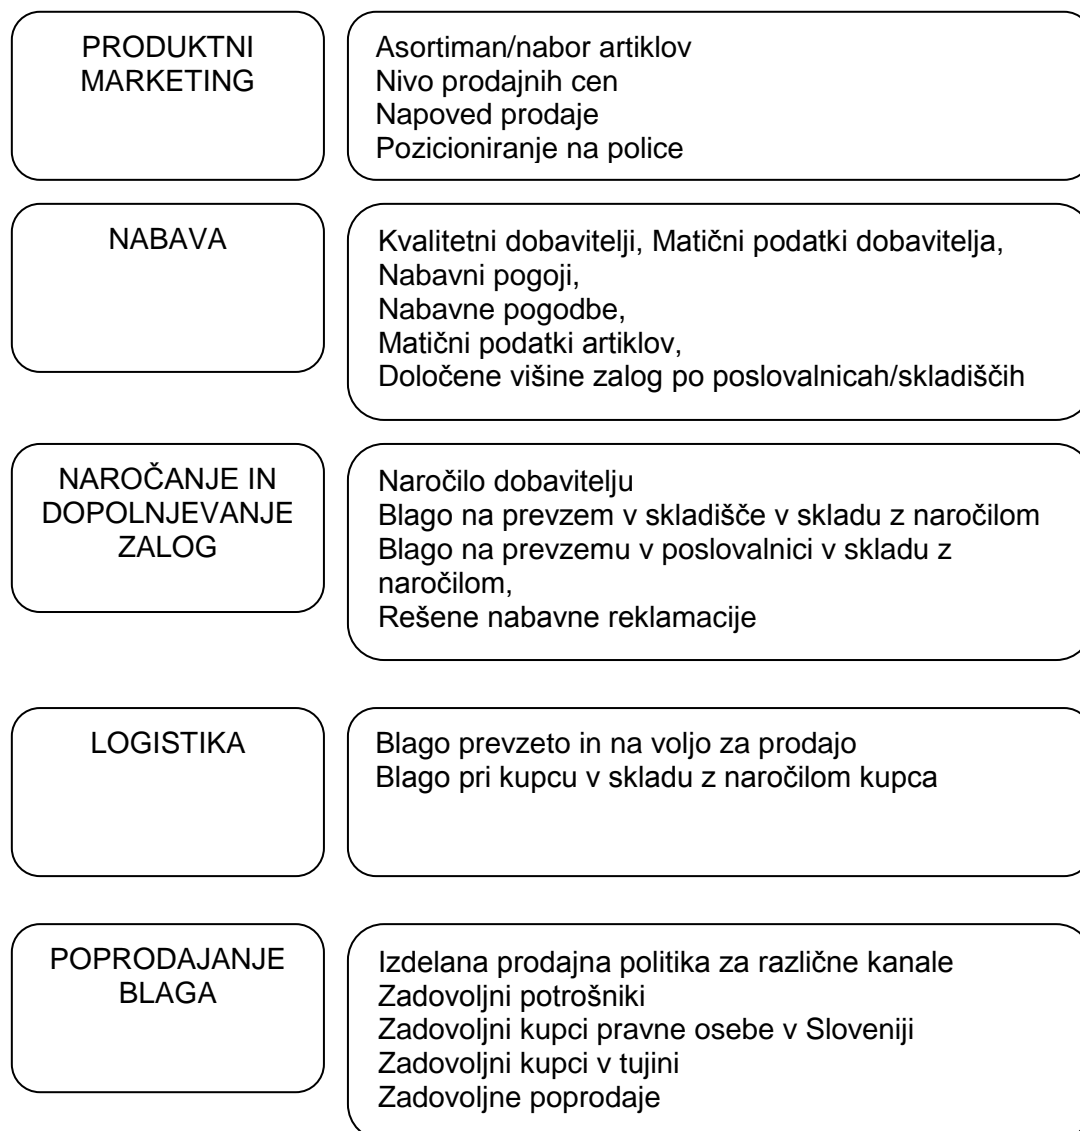 PRODUKTNI
MARKETING
Asortiman/nabor artiklov
Nivo prodajnih cen
Napoved prodaje
Pozicioniranje na police
NABAVA
Kvalitetni dobavitelji, Matični podatki dobavitelja,
Nabavni pogoji,
Nabavne pogodbe,
Matični podatki artiklov,
Določene višine zalog po poslovalnicah/skladiščih
NAROČANJE IN
DOPOLNJEVANJE
ZALOG
Naročilo dobavitelju
Blago na prevzem v skladišče v skladu z naročilom
Blago na prevzemu v poslovalnici v skladu z
naročilom,
Rešene nabavne reklamacije
LOGISTIKA
Blago prevzeto in na voljo za prodajo
Blago pri kupcu v skladu z naročilom kupca
POPRODAJANJE
BLAGA
Izdelana prodajna politika za različne kanale
Zadovoljni potrošniki
Zadovoljni kupci pravne osebe v Sloveniji
Zadovoljni kupci v tujini
Zadovoljne poprodaje